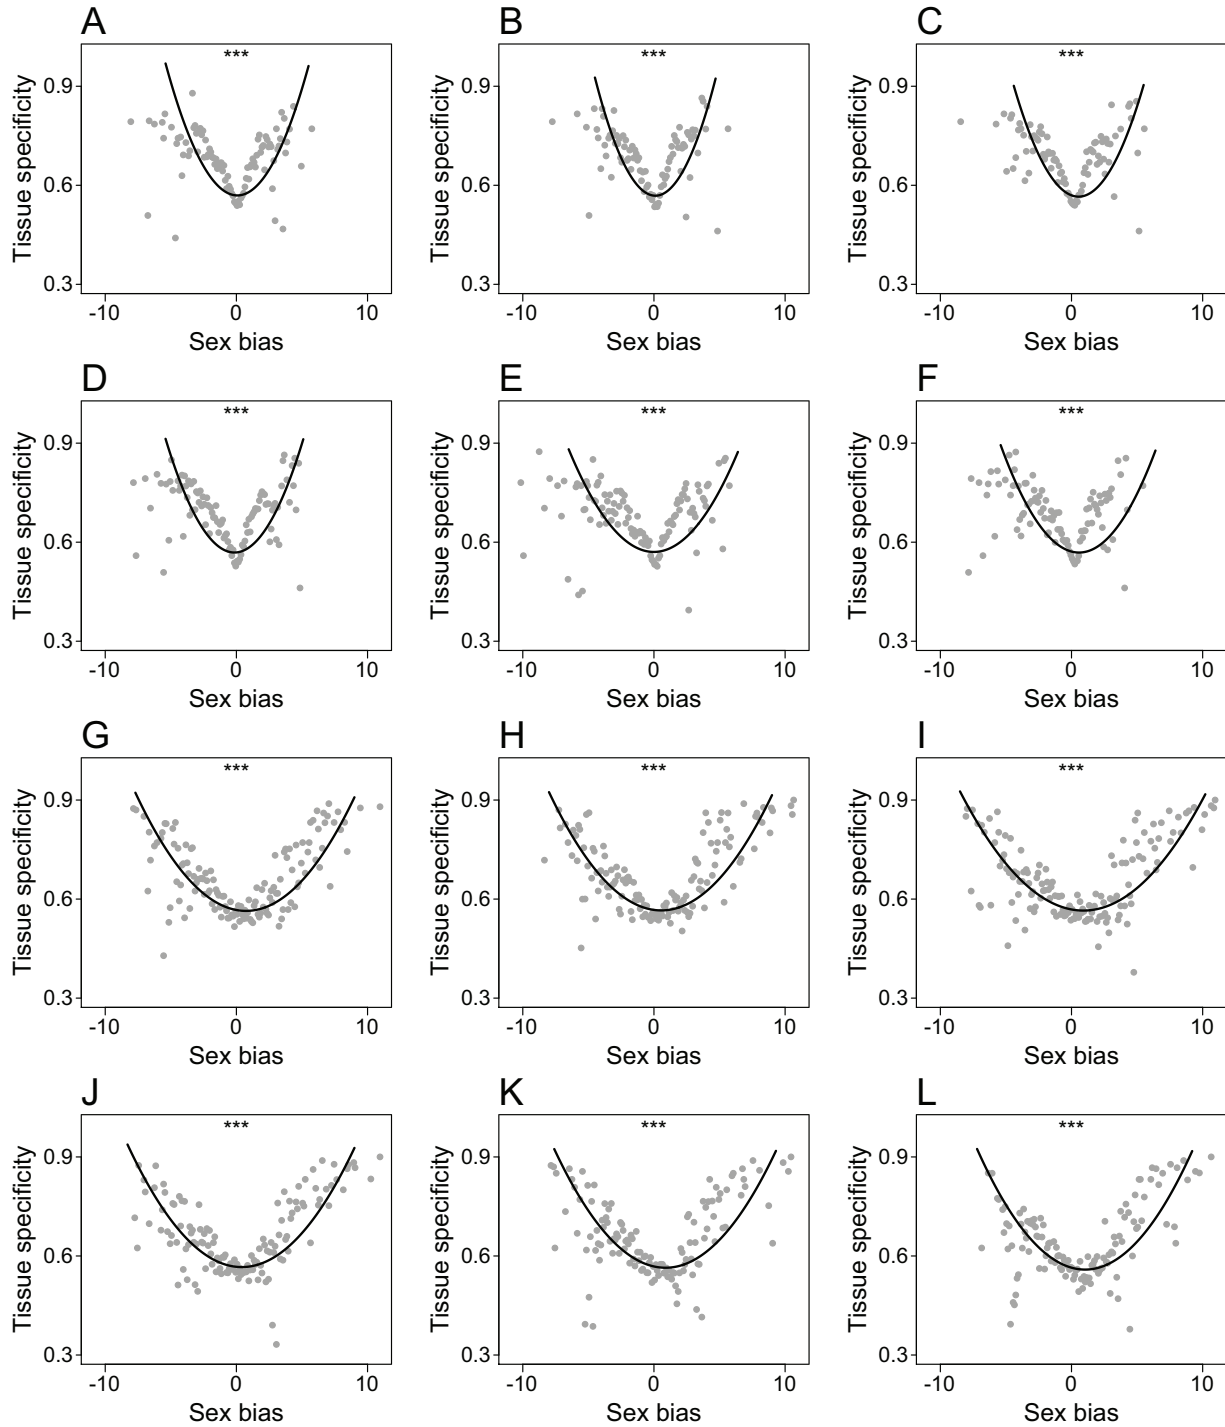 A B C
*** *** ***
Tissue specificity Tissue specificity Tissue specificity
0.9 0.9 0.9
0.6 0.6 0.6
0.3 0.3 0.3
-10 0 10 -10 0 10 -10 0 10
Sex bias Sex bias Sex bias
D E F
*** *** ***
Tissue specificity Tissue specificity Tissue specificity
0.9 0.9 0.9
0.6 0.6 0.6
0.3 0.3 0.3
-10 0 10 -10 0 10 -10 0 10
Sex bias Sex bias Sex bias
G H I
*** *** ***
Tissue specificity Tissue specificity Tissue specificity
0.9 0.9 0.9
0.6 0.6 0.6
0.3 0.3 0.3
-10 0 10 -10 0 10 -10 0 10
Sex bias Sex bias Sex bias
J K L
*** *** ***
Tissue specificity Tissue specificity Tissue specificity
0.9 0.9 0.9
0.6 0.6 0.6
0.3 0.3 0.3
-10 0 10 -10 0 10 -10 0 10
Sex bias Sex bias Sex bias